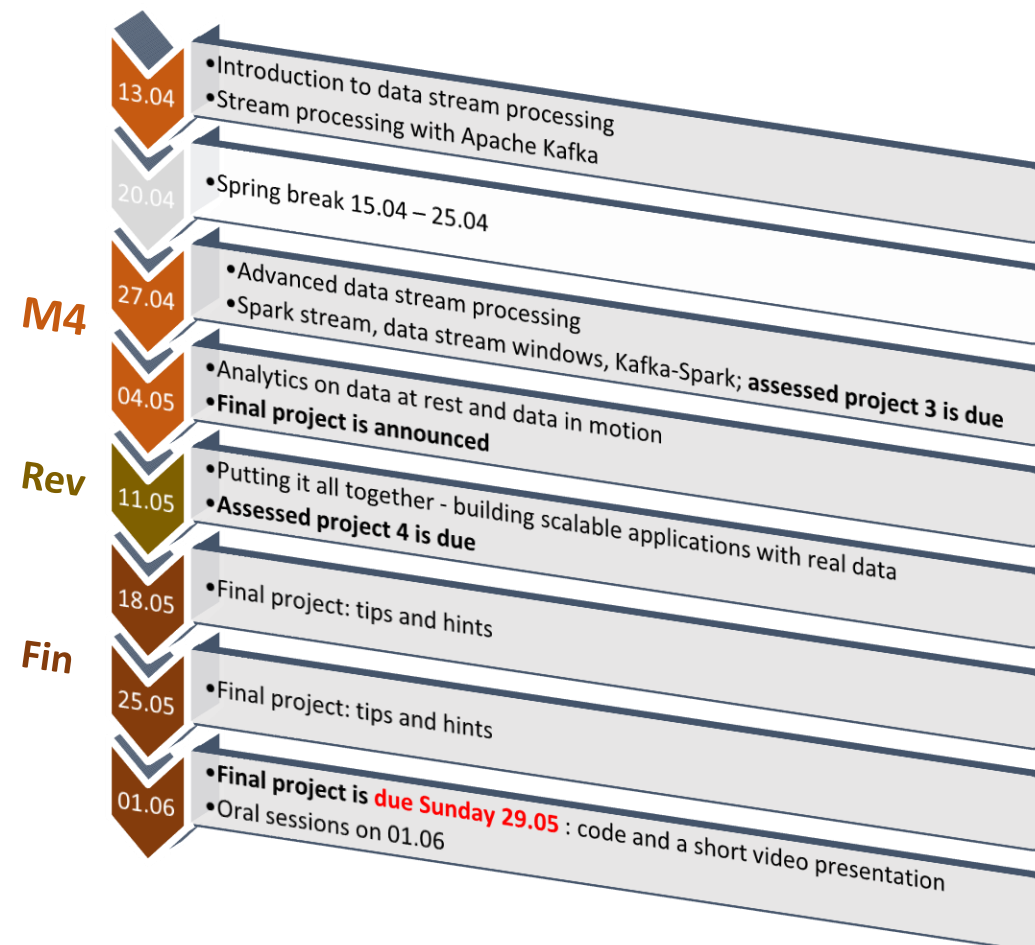 13.04
•Introduction to data stream processing
•Stream processing with Apache Kafka
20.04
•Spring break 15.04 – 25.04
M4
27.04
•Advanced data stream processing
•Spark stream, data stream windows, Kafka-Spark; assessed project 3 is due
04.05
•Analytics on data at rest and data in motion
•Final project is announced
Rev
11.05
•Putting it all together - building scalable applications with real data
•Assessed project 4 is due
18.05
•Final project: tips and hints
Fin
25.05
•Final project: tips and hints
01.06
•Final project is due Sunday 29.05 : code and a short video presentation
•Oral sessions on 01.06